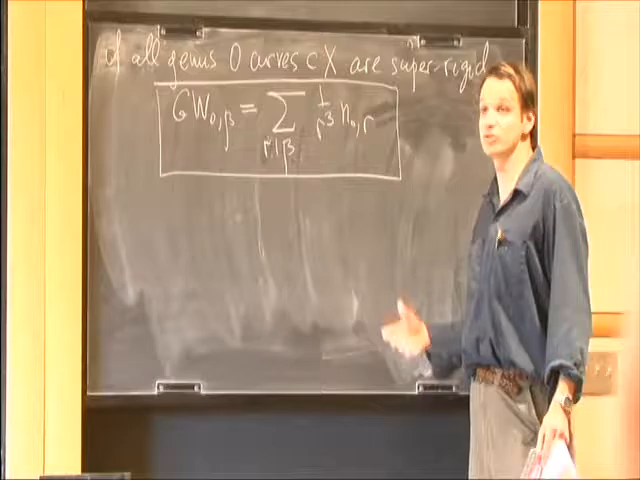 if all genus 0 curves ⊂ X are super-rigid
GW₀,β = ∑ r|β 1/r³ n₀,r